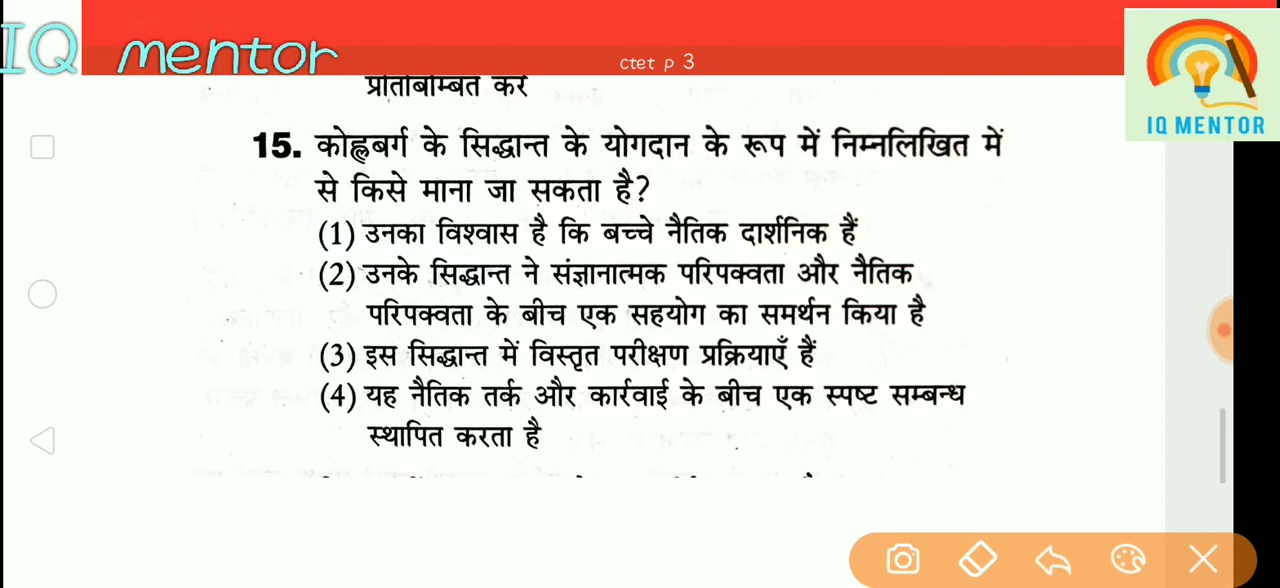 IQ mentor
ctet p 3
IQ MENTOR
प्रतिबिम्बित करें
15. कोह्लबर्ग के सिद्धान्त के योगदान के रूप में निम्नलिखित में
से किसे माना जा सकता है?
(1) उनका विश्वास है कि बच्चे नैतिक दार्शनिक हैं
(2) उनके सिद्धान्त ने संज्ञानात्मक परिपक्वता और नैतिक
परिपक्वता के बीच एक सहयोग का समर्थन किया है
(3) इस सिद्धान्त में विस्तृत परीक्षण प्रक्रियाएँ हैं
(4) यह नैतिक तर्क और कार्रवाई के बीच एक स्पष्ट सम्बन्ध
स्थापित करता है